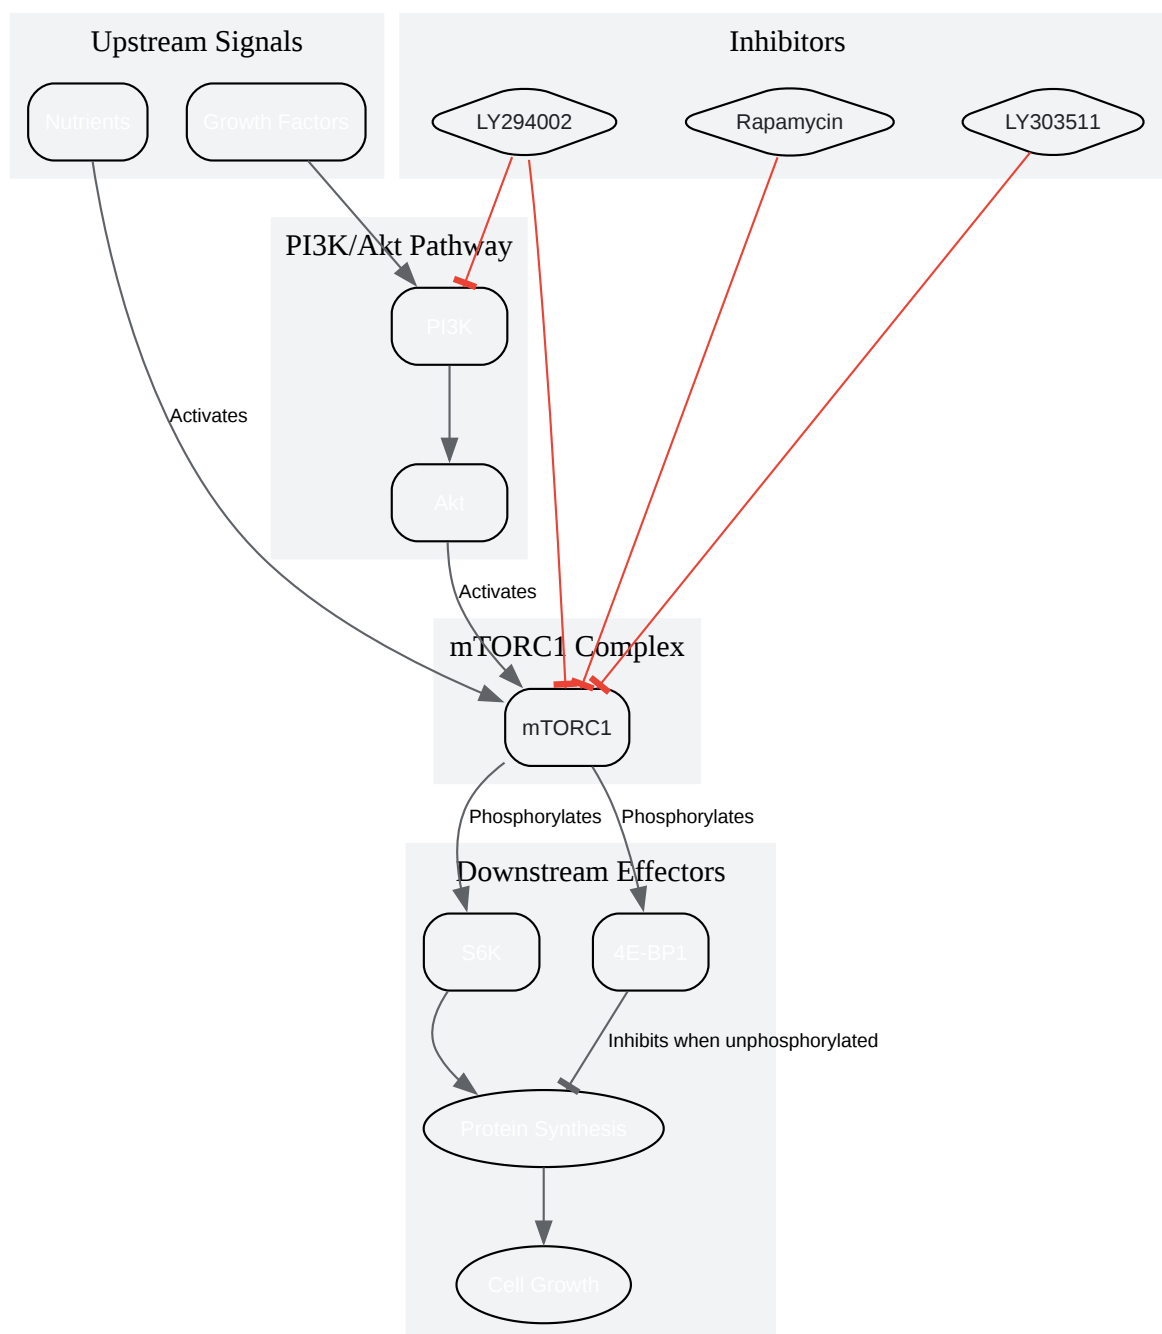 Upstream Signals
Inhibitors
Nutrients
Growth Factors
LY294002
Rapamycin
LY303511
PI3K/Akt Pathway
PI3K
Activates
Akt
Activates
mTORC1 Complex
mTORC1
Phosphorylates
Phosphorylates
Downstream Effectors
S6K
4E-BP1
Inhibits when unphosphorylated
Protein Synthesis
Cell Growth